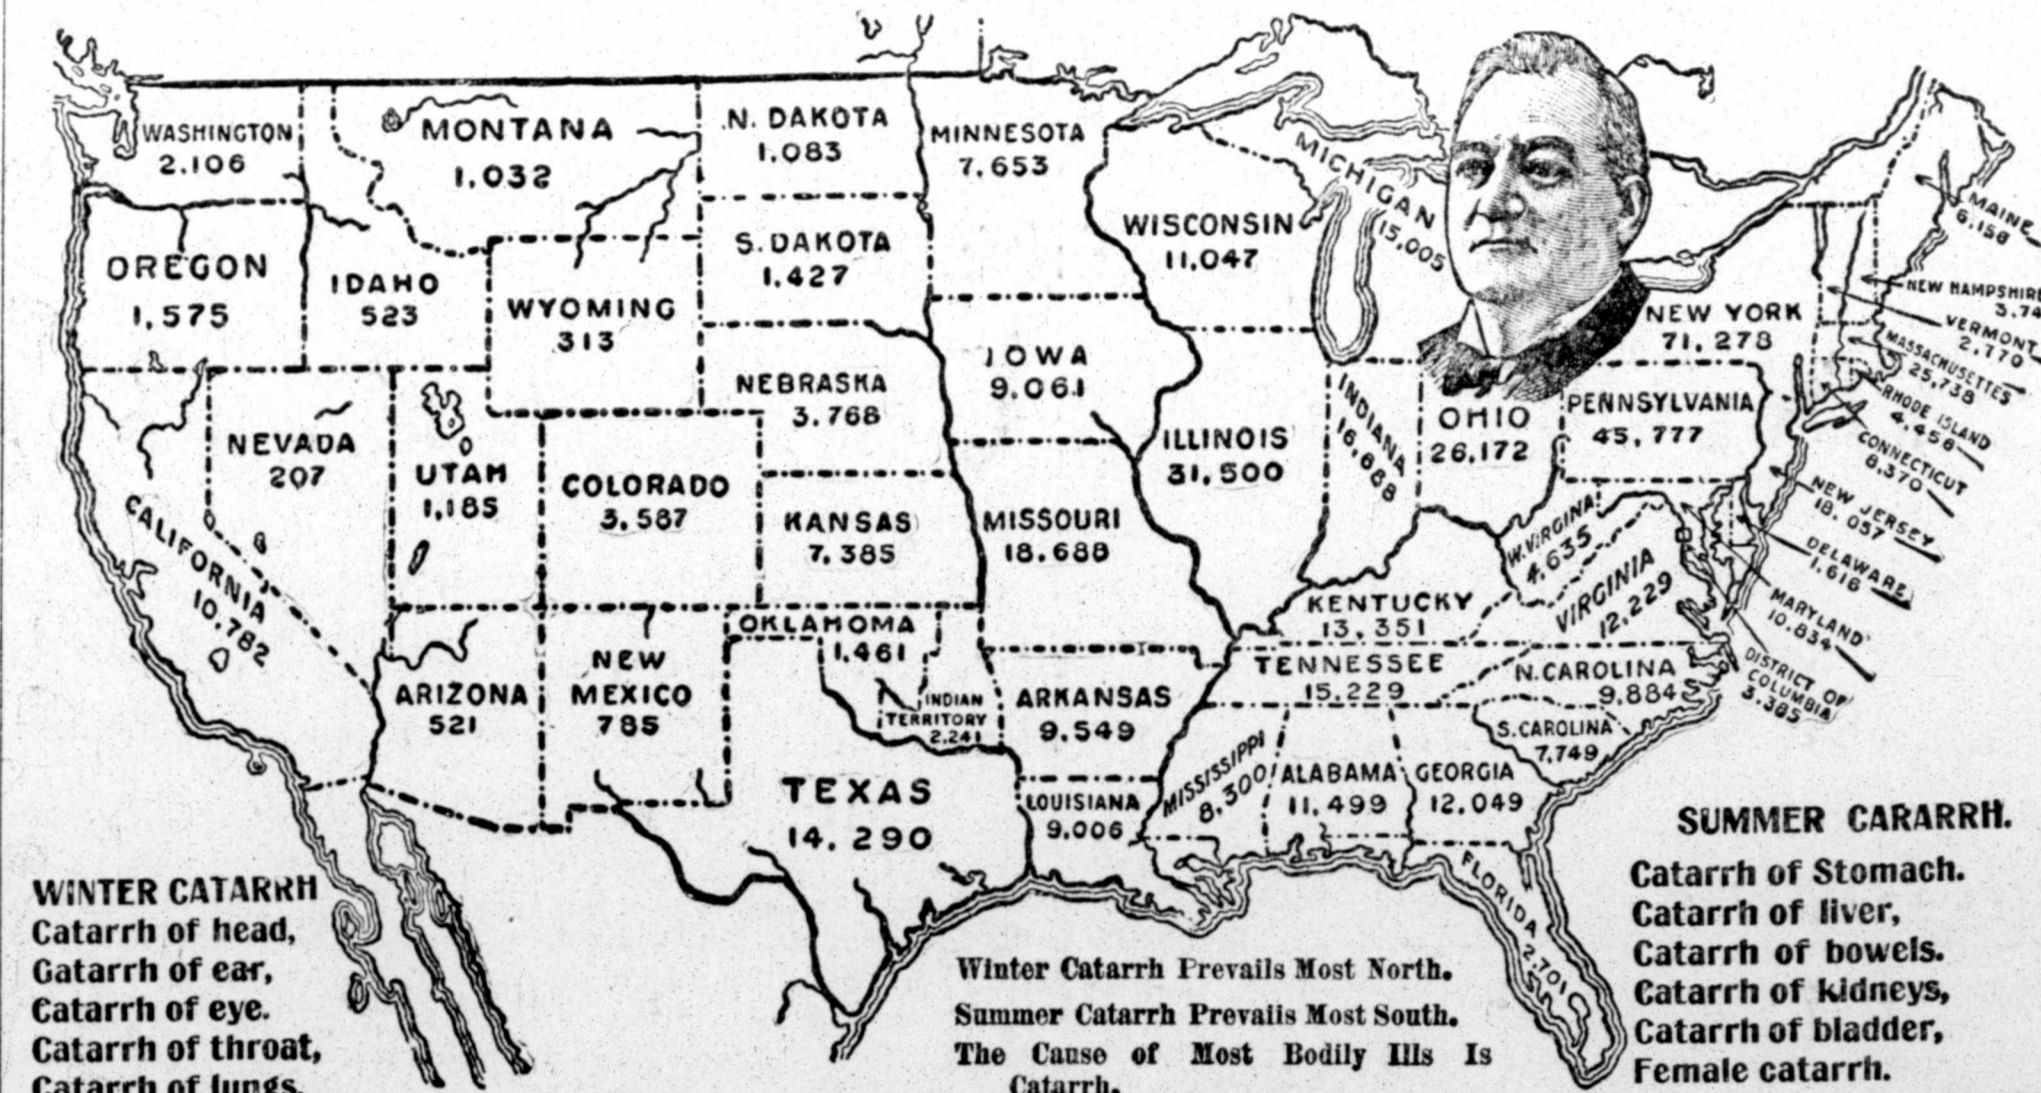 WASHINGTON
2.106
MONTANA
1.032
N. DAKOTA
1.083
MINNESOTA
7.653
OREGON
1,575
IDAHO
523
WYOMING
313
S. DAKOTA
1.427
WISCONSIN
11.047
MICHIGAN
15.005
NEBRASKA
3.768
IOWA
9.061
NEVADA
207
UTAH
1,185
COLORADO
3.587
KANSAS
7.385
MISSOURI
18.688
ILLINOIS
31.500
INDIANA
16.888
OHIO
26.172
PENNSYLVANIA
45,777
NEW YORK
71.278
MAINE
6.158
NEW HAMPSHIRE
3.74
VERMONT
2.770
MASSACHUSETTES
25,738
RHODE ISLAND
4.456
CONNECTICUT
8.370
NEW JERSEY
18.057
DELAWARE
1.616
MARYLAND
10.834
DISTRICT OF
COLUMBIA
3.385
CALIFORNIA
10.782
ARIZONA
521
NEW
MEXICO
785
OKLAHOMA
1.461
INDIAN
TERRITORY
2.241
TEXAS
14.290
ARKANSAS
9.549
LOUISIANA
9.006
KENTUCKY
13.351
TENNESSEE
15.229
W. VIRGINA
4.635
VIRGINIA
12,229
N. CAROLINA
9.884
S. CAROLINA
7.749
MISSISSIPPI
8,300
ALABAMA
11.499
GEORGIA
12.049
FLORIDA
2.701
WINTER CATARRH
Catarrh of head,
Catarrh of ear,
Catarrh of eye.
Catarrh of throat,
Catarrh of lungs.
Winter Catarrh Prevails Most North.
Summer Catarrh Prevails Most South.
The Cause of Most Bodily Ills Is
Catarrh.
SUMMER CARARRH.
Catarrh of Stomach.
Catarrh of liver,
Catarrh of bowels.
Catarrh of kidneys,
Catarrh of bladder,
Female catarrh.